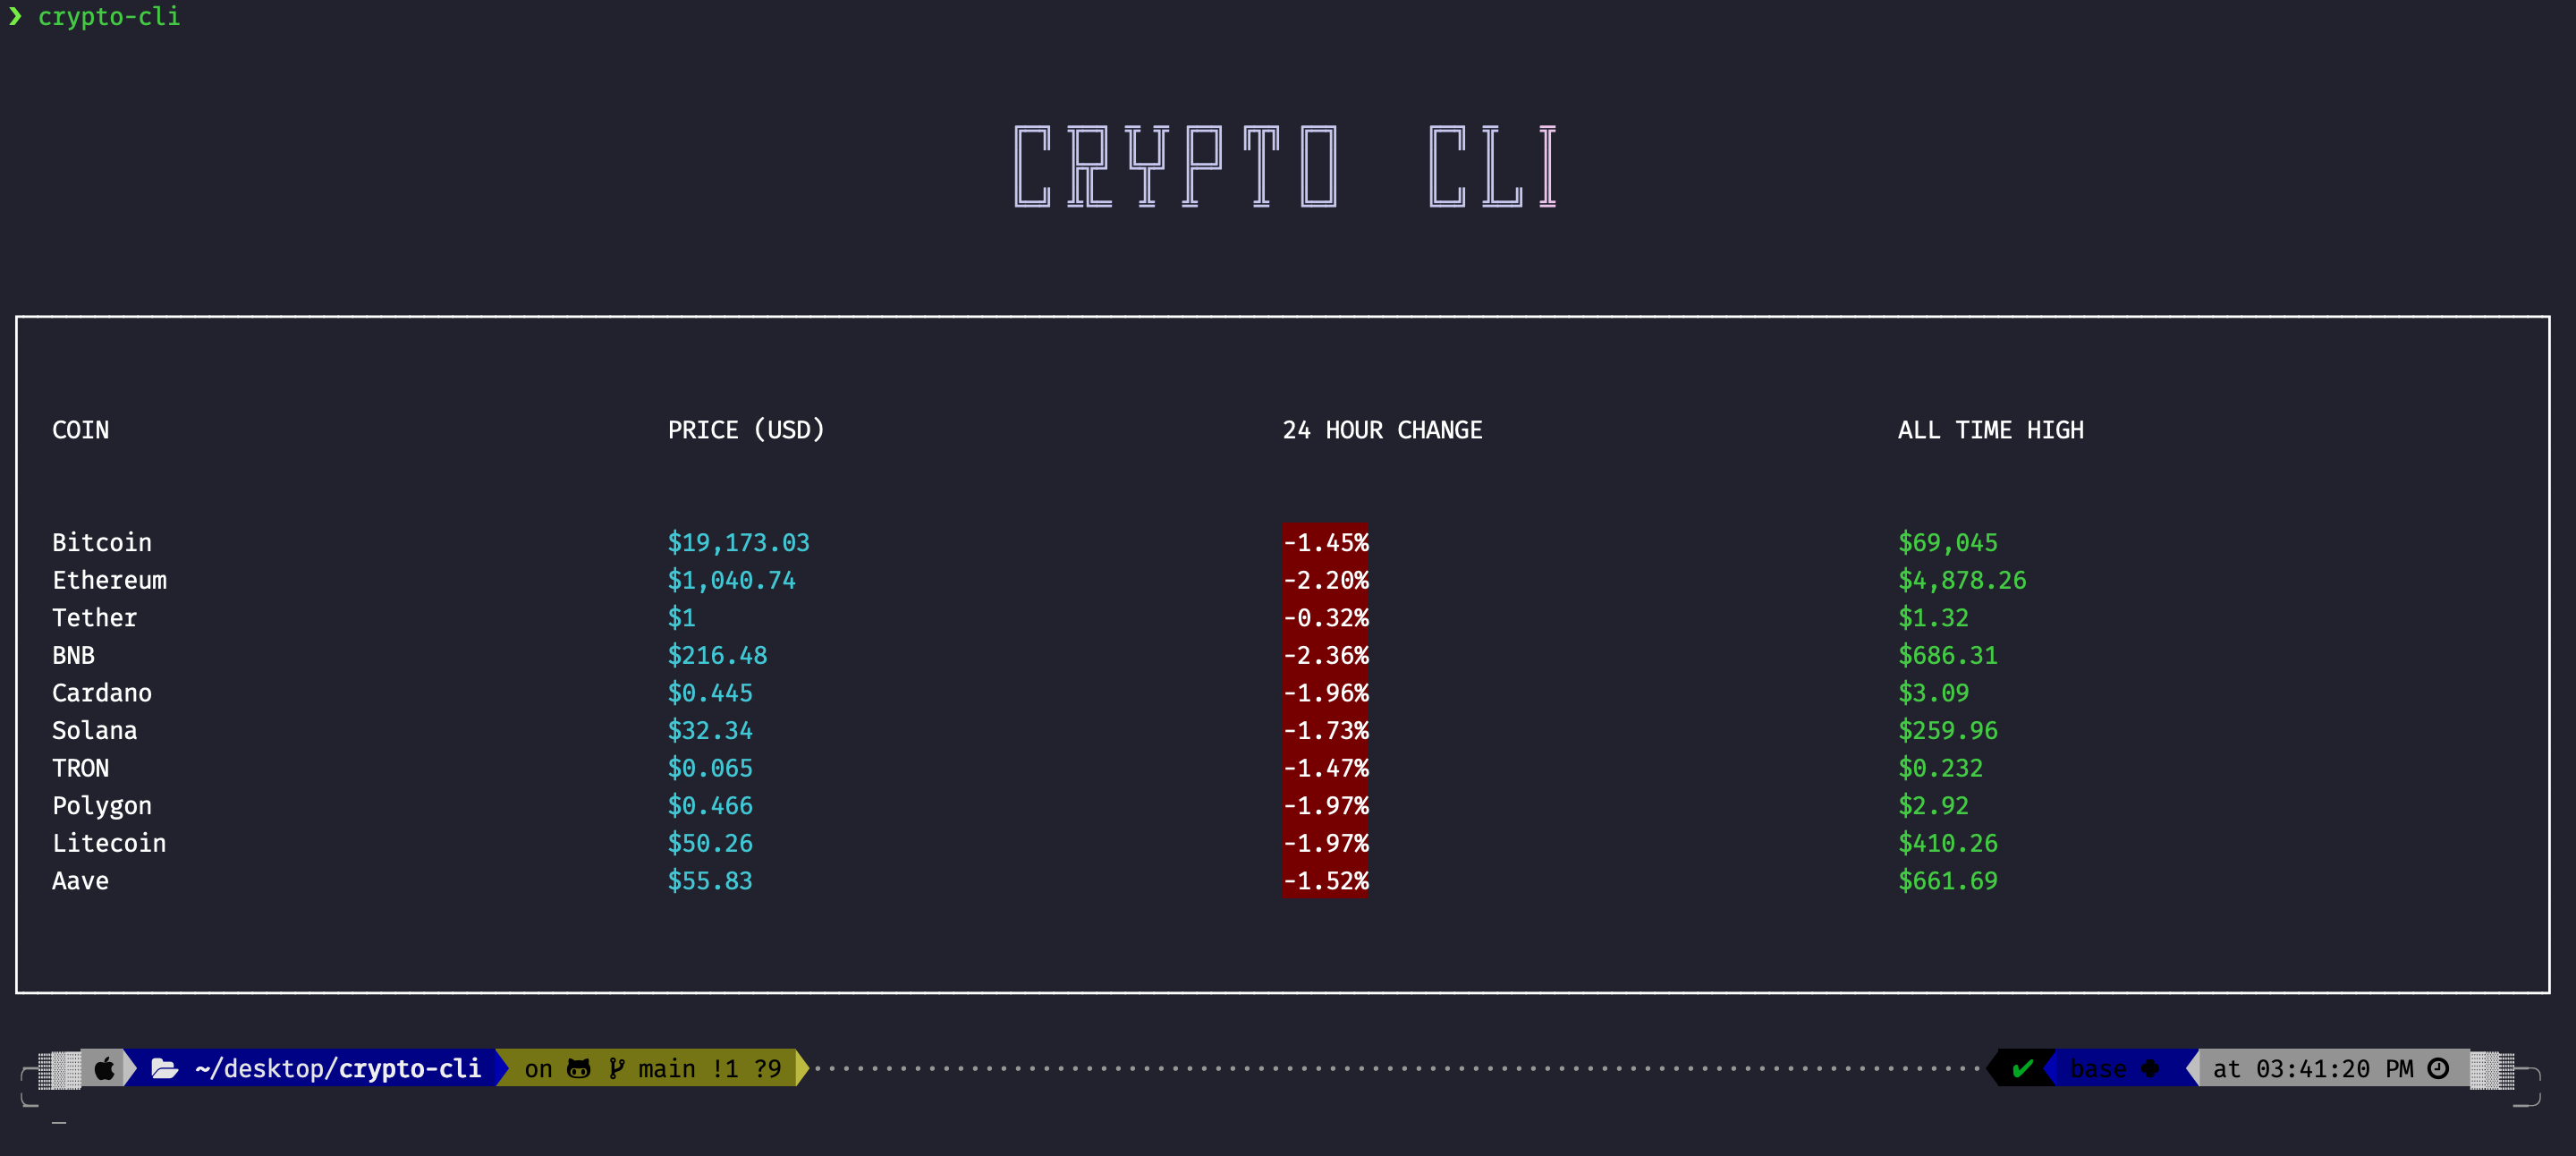 ❯ crypto-cli
CRYPTO CLI
COIN PRICE (USD) 24 HOUR CHANGE ALL TIME HIGH
Bitcoin $19,173.03 -1.45% $69,045
Ethereum $1,040.74 -2.20% $4,878.26
Tether $1 -0.32% $1.32
BNB $216.48 -2.36% $686.31
Cardano $0.445 -1.96% $3.09
Solana $32.34 -1.73% $259.96
TRON $0.065 -1.47% $0.232
Polygon $0.466 -1.97% $2.92
Litecoin $50.26 -1.97% $410.26
Aave $55.83 -1.52% $661.69
~/desktop/crypto-cli on main !1 ?9 ✔ base at 03:41:20 PM